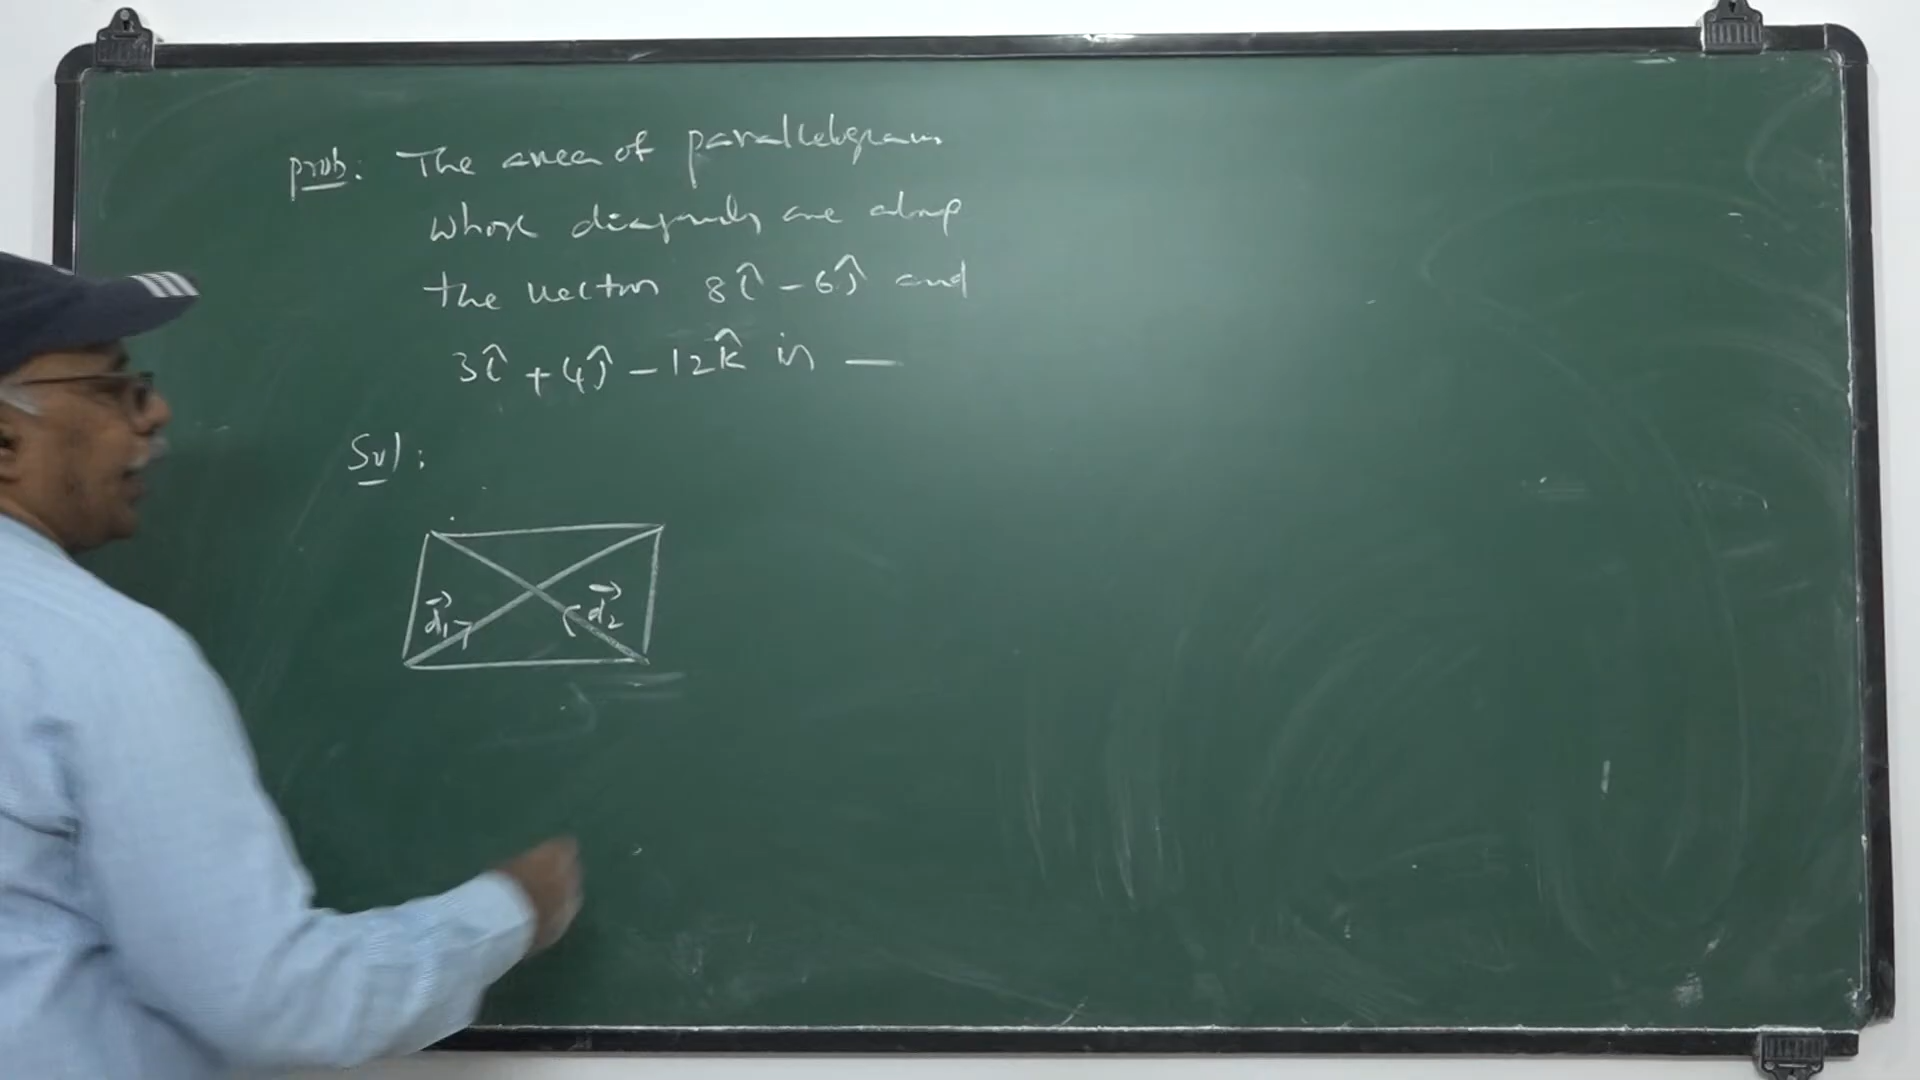 prob: The area of parallelogram
whose diagonals are along
the vectors 8î - 6ĵ and
3î + 4ĵ - 12k̂ is —
Sol:
d⃗₁ d⃗₂